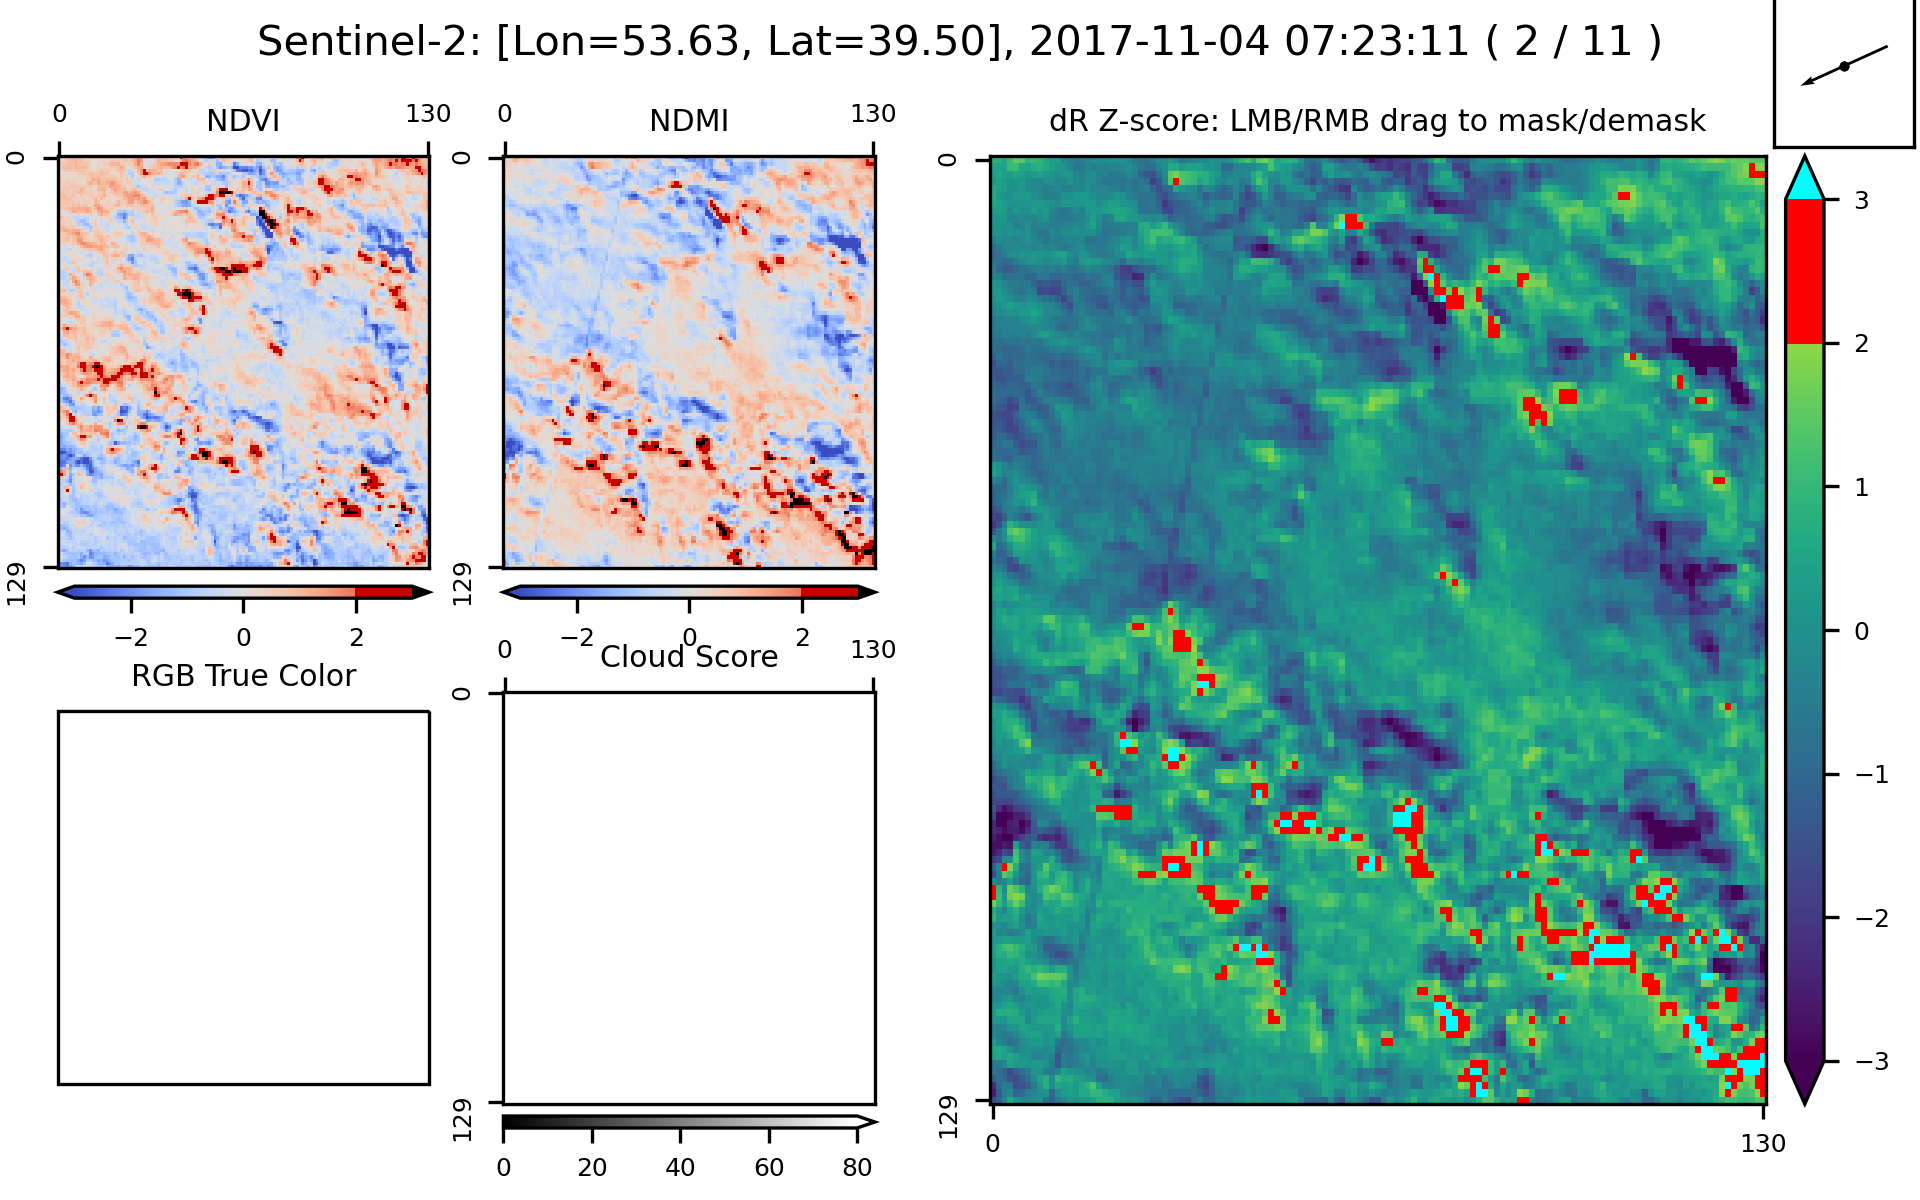 Sentinel-2: [Lon=53.63, Lat=39.50], 2017-11-04 07:23:11 ( 2 / 11 )
0 NDVI 130
0
129
−2 0 2
0 NDMI 130
0
129
−2 0 2
dR Z-score: LMB/RMB drag to mask/demask
0
129
0 130
3
2
1
0
−1
−2
−3
RGB True Color
0 Cloud Score 130
0
129
0 20 40 60 80